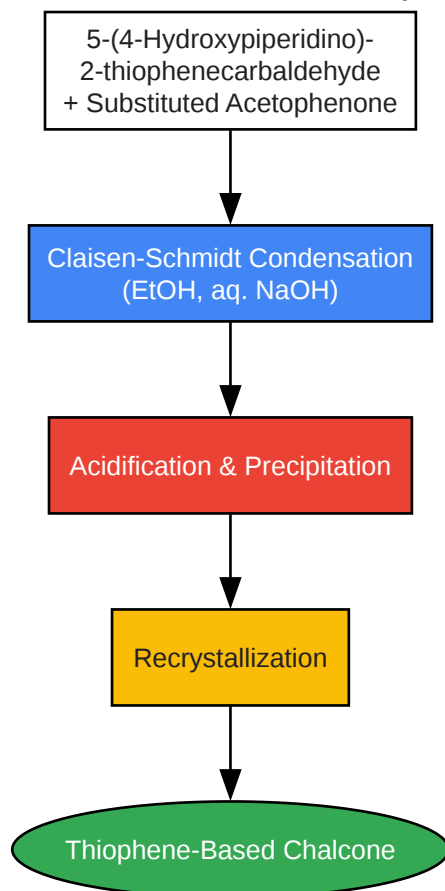 5-(4-Hydroxypiperidino)-
2-thiophenecarbaldehyde
+ Substituted Acetophenone
Claisen-Schmidt Condensation
(EtOH, aq. NaOH)
Acidification & Precipitation
Recrystallization
Thiophene-Based Chalcone